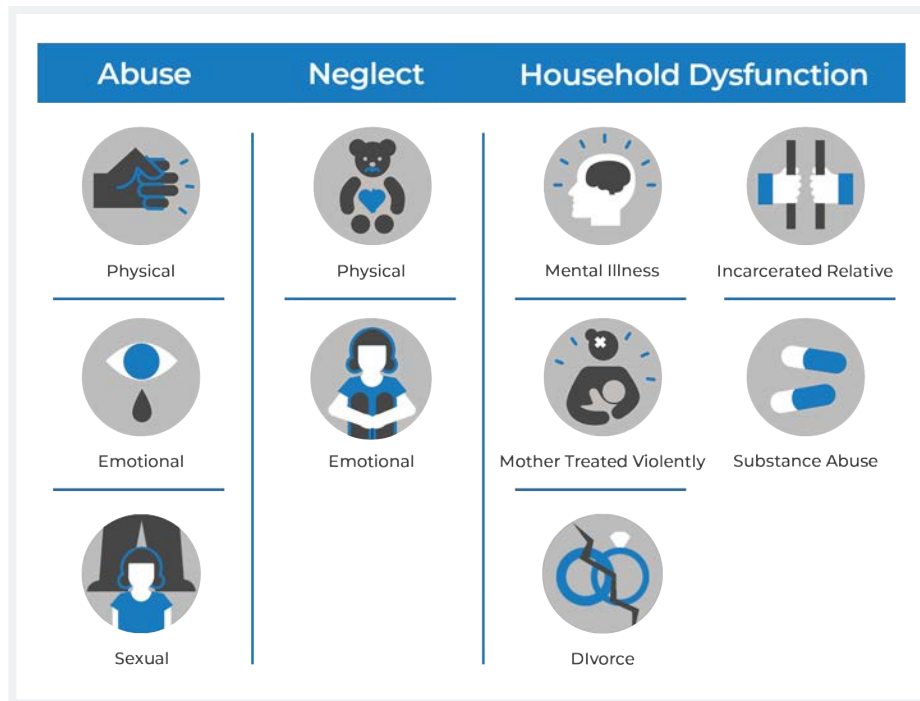 Abuse
Neglect
Household Dysfunction
Physical
Physical
Mental Illness
Incarcerated Relative
Emotional
Emotional
Mother Treated Violently
Substance Abuse
Sexual
DIvorce